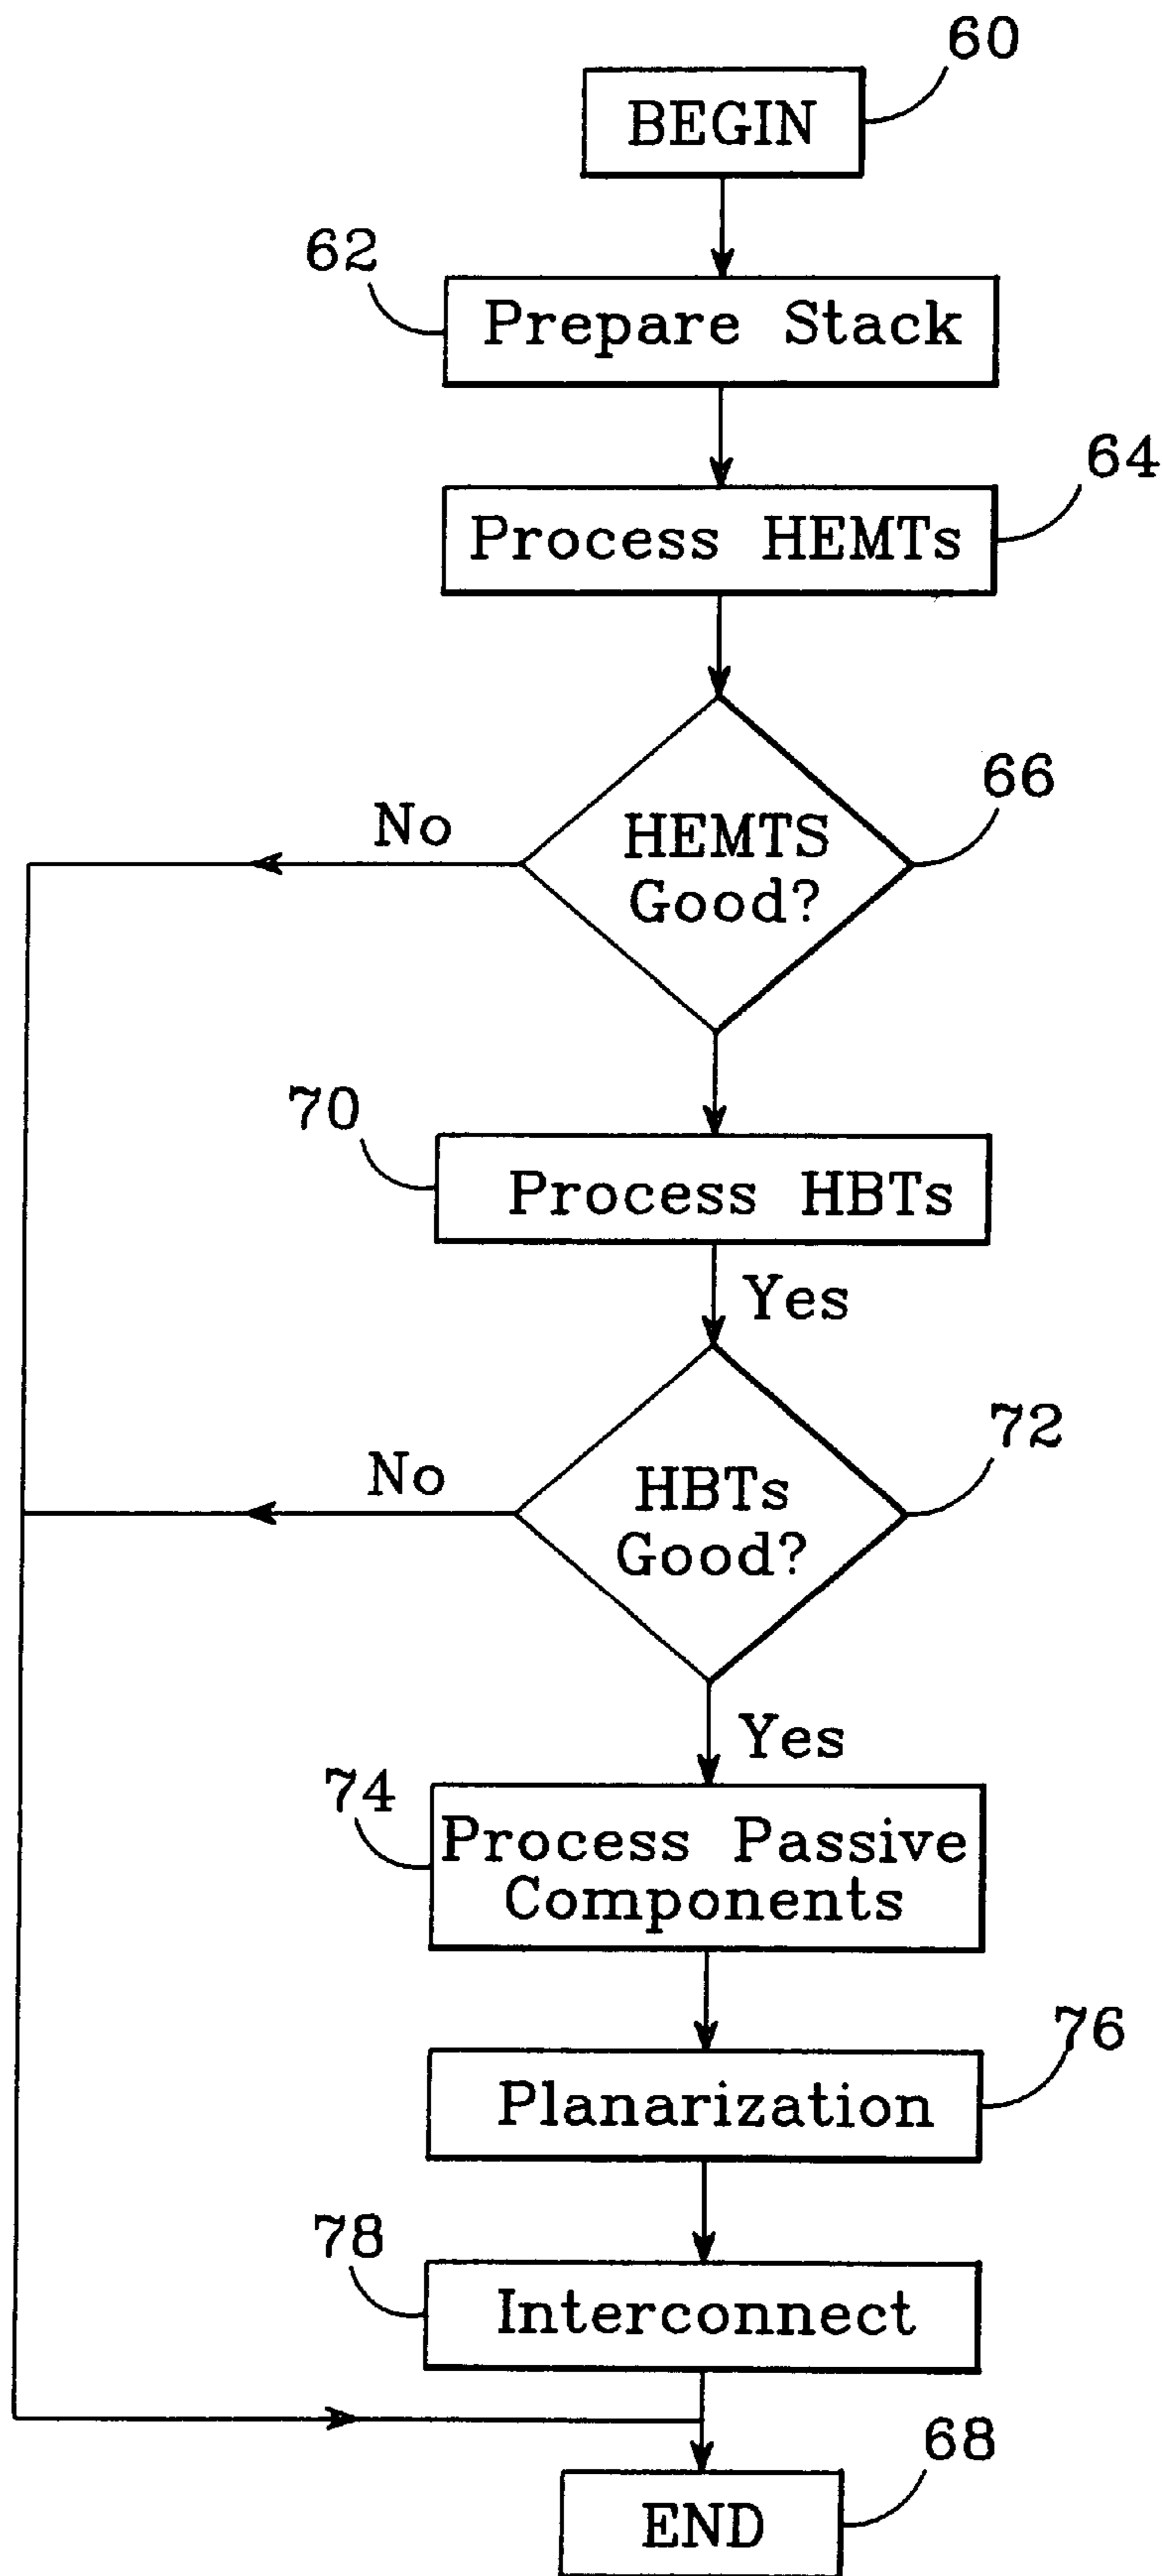 60
BEGIN
62
Prepare Stack
64
Process HEMTs
66
No
HEMTS
Good?
70
Process HBTs
Yes
72
No
HBTs
Good?
Yes
74
Process Passive
Components
76
Planarization
78
Interconnect
68
END